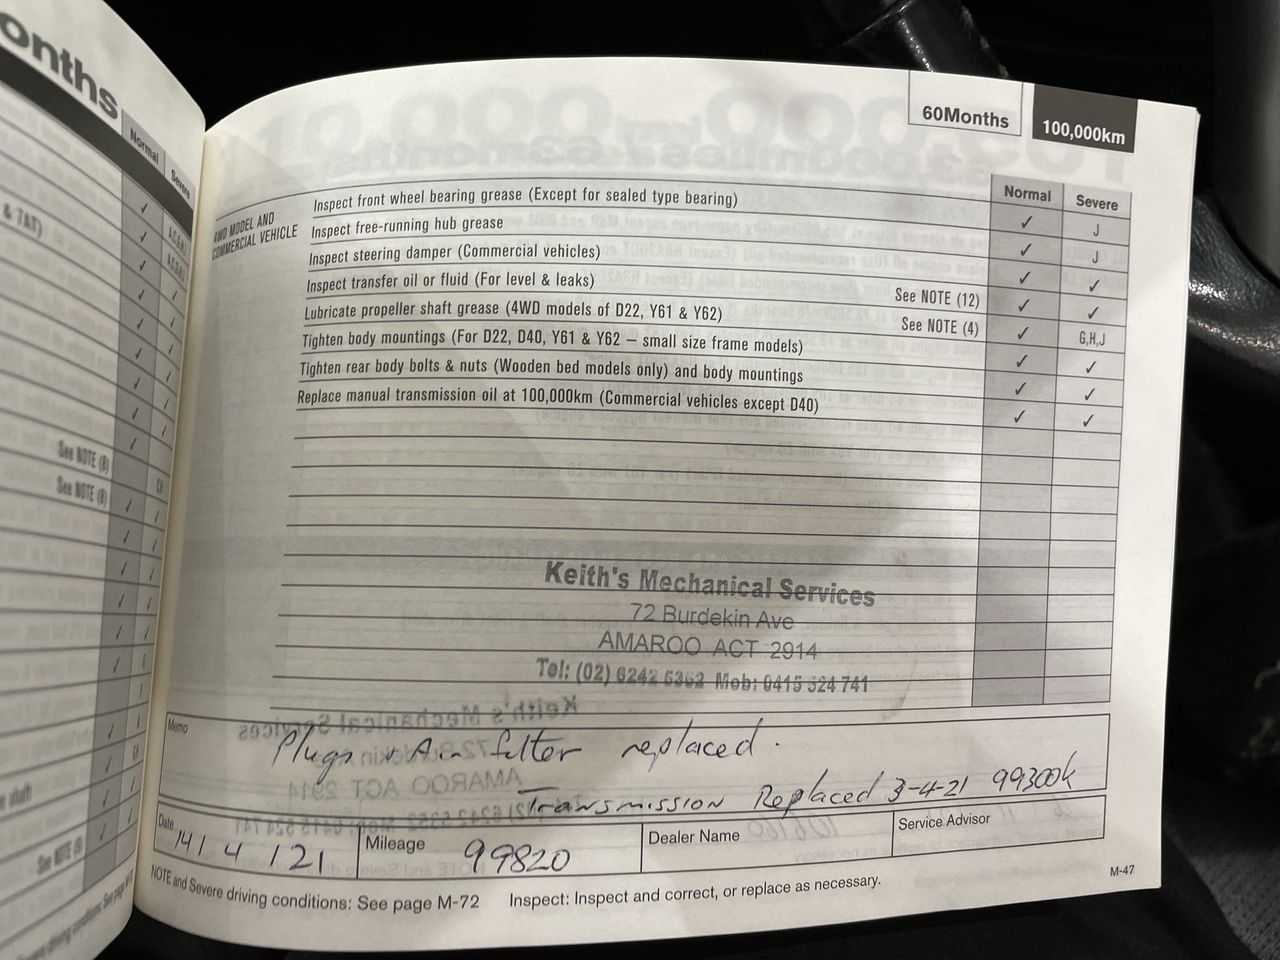 onths
Normal
Severe
& TAT)
See NOTE (8)
See NOTE (8)
See NOTE (8)
60Months
100,000km
Normal
Severe
4WD MODEL AND
COMMERCIAL VEHICLE
Inspect front wheel bearing grease (Except for sealed type bearing) ✓ J
Inspect free-running hub grease ✓ J
Inspect steering damper (Commercial vehicles) ✓ ✓
Inspect transfer oil or fluid (For level & leaks) See NOTE (12) ✓ ✓
Lubricate propeller shaft grease (4WD models of D22, Y61 & Y62) See NOTE (4) ✓ G,H,J
Tighten body mountings (For D22, D40, Y61 & Y62 – small size frame models) ✓ ✓
Tighten rear body bolts & nuts (Wooden bed models only) and body mountings ✓ ✓
Replace manual transmission oil at 100,000km (Commercial vehicles except D40) ✓ ✓
Keith's Mechanical Services
72 Burdekin Ave
AMAROO ACT 2914
Tel: (02) 6242 5352 Mob: 0415 524 741
Memo
Plugs & Air filter replaced.
Transmission Replaced 3-4-21 99300k
Date 14/4/21
Mileage 99820
Dealer Name
Service Advisor
NOTE and Severe driving conditions: See page M-72 Inspect: Inspect and correct, or replace as necessary.
M-47